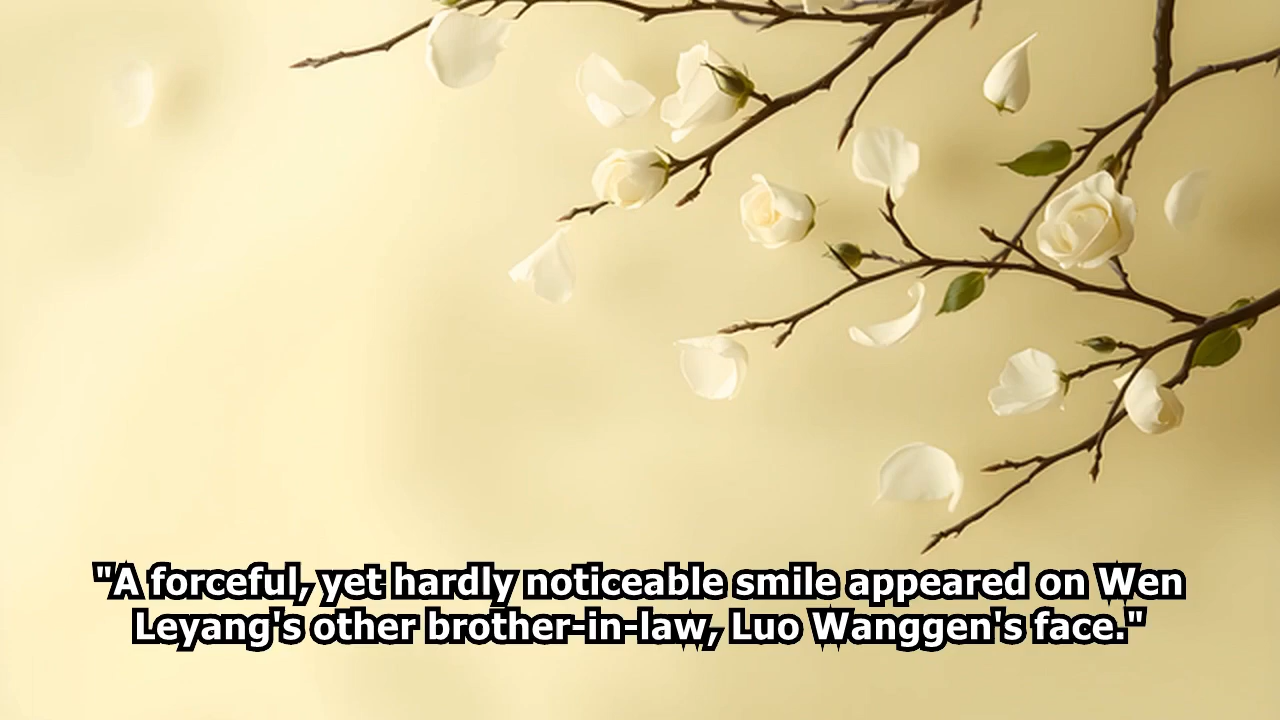 "A forceful, yet hardly noticeable smile appeared on Wen
Leyang's other brother-in-law, Luo Wanggen's face."